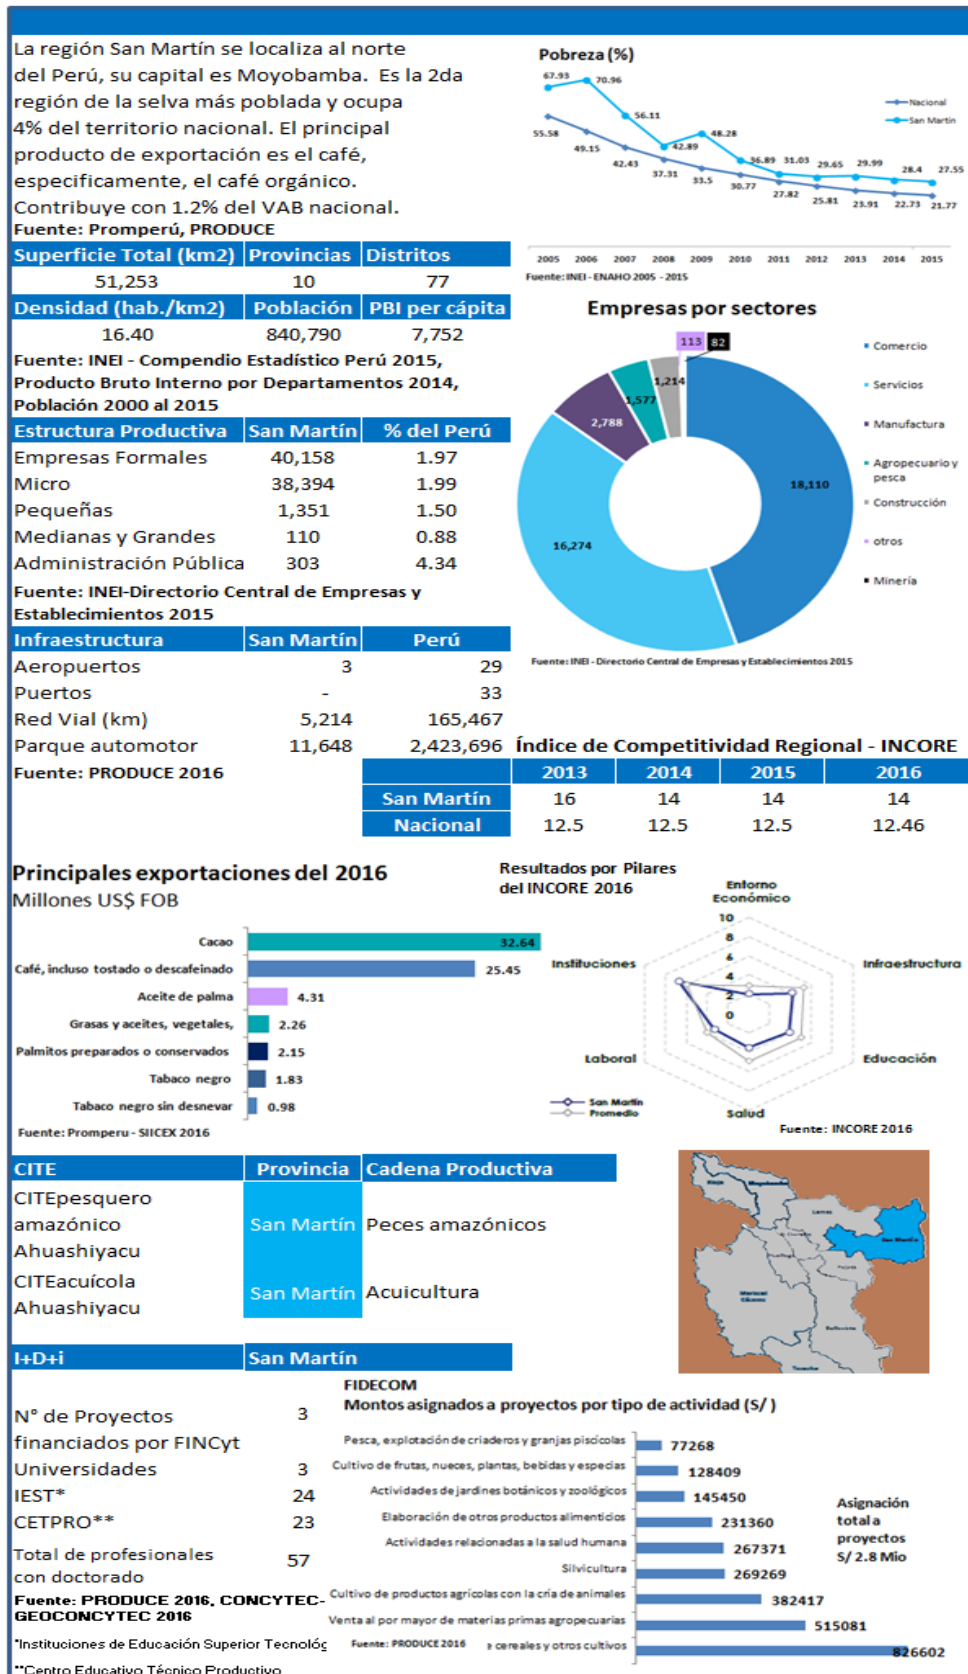 La región San Martín se localiza al norte
del Perú, su capital es Moyobamba. Es la 2da
región de la selva más poblada y ocupa
4% del territorio nacional. El principal
producto de exportación es el café,
especificamente, el café orgánico.
Contribuye con 1.2% del VAB nacional.
Fuente: Promperú, PRODUCE
Pobreza (%)
67.93 70.96 56.11 42.89 48.28 36.89 31.03 29.65 29.99 28.4 27.55
55.58 49.15 42.43 37.31 33.5 30.77 27.82 25.81 23.91 22.73 21.77
Nacional
San Martín
2005 2006 2007 2008 2009 2010 2011 2012 2013 2014 2015
Fuente: INEI - ENAHO 2005 - 2015
Superficie Total (km2) Provincias Distritos
51,253 10 77
Densidad (hab./km2) Población PBI per cápita
16.40 840,790 7,752
Fuente: INEI - Compendio Estadístico Perú 2015,
Producto Bruto Interno por Departamentos 2014,
Población 2000 al 2015
Estructura Productiva San Martín % del Perú
Empresas Formales 40,158 1.97
Micro 38,394 1.99
Pequeñas 1,351 1.50
Medianas y Grandes 110 0.88
Administración Pública 303 4.34
Fuente: INEI-Directorio Central de Empresas y
Establecimientos 2015
Empresas por sectores
113 82
1,214
1,577
2,788
18,110
16,274
Comercio
Servicios
Manufactura
Agropecuario y
pesca
Construcción
otros
Minería
Fuente: INEI - Directorio Central de Empresas y Establecimientos 2015
Infraestructura San Martín Perú
Aeropuertos 3 29
Puertos - 33
Red Vial (km) 5,214 165,467
Parque automotor 11,648 2,423,696
Fuente: PRODUCE 2016
Índice de Competitividad Regional - INCORE
2013 2014 2015 2016
San Martín 16 14 14 14
Nacional 12.5 12.5 12.5 12.46
Principales exportaciones del 2016
Millones US$ FOB
Cacao 32.64
Café, incluso tostado o descafeinado 25.45
Aceite de palma 4.31
Grasas y aceites, vegetales, 2.26
Palmitos preparados o conservados 2.15
Tabaco negro 1.83
Tabaco negro sin desnevar 0.98
Fuente: Promperu - SIICEX 2016
Resultados por Pilares
del INCORE 2016
Entorno
Económico
10
8
6
4
2
0
Instituciones
Infraestructura
Laboral
Educación
Salud
San Martín
Promedio
Fuente: INCORE 2016
CITE Provincia Cadena Productiva
CITEpesquero
amazónico
Ahuashiyacu
San Martín Peces amazónicos
CITEacuícola
Ahuashiyacu
San Martín Acuicultura
Rioja
Moyobamba
Lamas
San Martín
Picota
Mariscal
Cáceres
Bellavista
Tocache
I+D+i San Martín
N° de Proyectos
financiados por FINCyt
3
Universidades 3
IEST* 24
CETPRO** 23
Total de profesionales
con doctorado
57
Fuente: PRODUCE 2016, CONCYTEC-
GEOCONCYTEC 2016
*Instituciones de Educación Superior Tecnológ
**Centro Educativo Técnico Productivo
FIDECOM
Montos asignados a proyectos por tipo de actividad (S/ )
Pesca, explotación de criaderos y granjas piscícolas 77268
Cultivo de frutas, nueces, plantas, bebidas y especias 128409
Actividades de jardines botánicos y zoológicos 145450
Elaboración de otros productos alimenticios 231360
Actividades relacionadas a la salud humana 267371
Silvicultura 269269
Cultivo de productos agrícolas con la cría de animales 382417
Venta al por mayor de materias primas agropecuarias 515081
e cereales y otros cultivos 826602
Asignación
total a
proyectos
S/ 2.8 Mio
Fuente: PRODUCE 2016